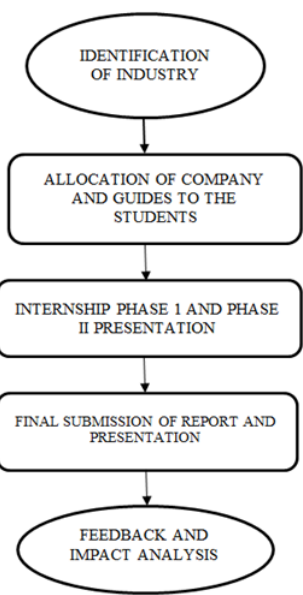 IDENTIFICATION
OF INDUSTRY
ALLOCATION OF COMPANY
AND GUIDES TO THE
STUDENTS
INTERNSHIP PHASE 1 AND PHASE
II PRESENTATION
FINAL SUBMISSION OF REPORT AND
PRESENTATION
FEEDBACK AND
IMPACT ANALYSIS